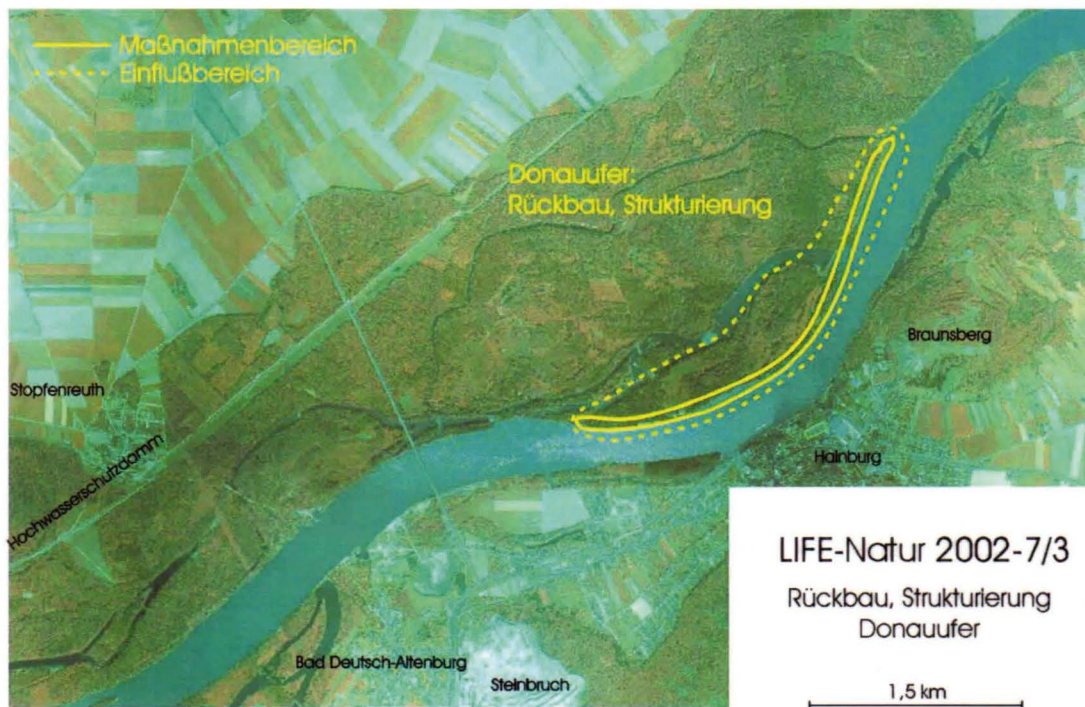 Maßnahmenbereich
Einflußbereich
Donauufer:
Rückbau, Strukturierung
Braunsberg
Stopfenreuth
Hochwasserschutzdamm
Hainburg
Bad Deutsch-Altenburg
Steinbruch
LIFE-Natur 2002-7/3
Rückbau, Strukturierung
Donauufer
1,5 km